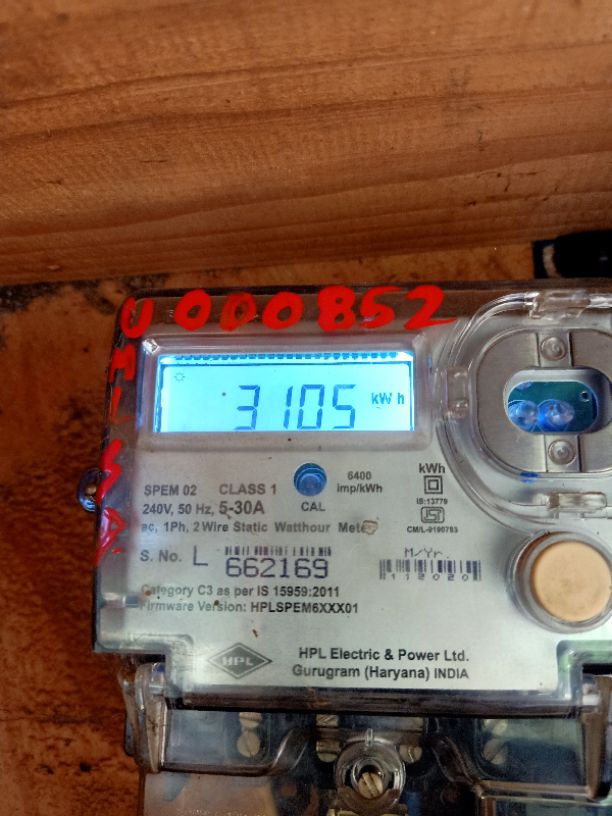 U000852
3105 kWh
SPEM 02 CLASS 1
240V, 50 Hz, 5-30A
CAL
6400
imp/kWh
kWh
IS:13779
CM/L-9190783
ac, 1Ph, 2 Wire Static Watthour Meter
S. No. L 662169
M/Yr.
112020
Category C3 as per IS 15959:2011
Firmware Version: HPLSPEM6XXX01
HPL
HPL Electric & Power Ltd.
Gurugram (Haryana) INDIA